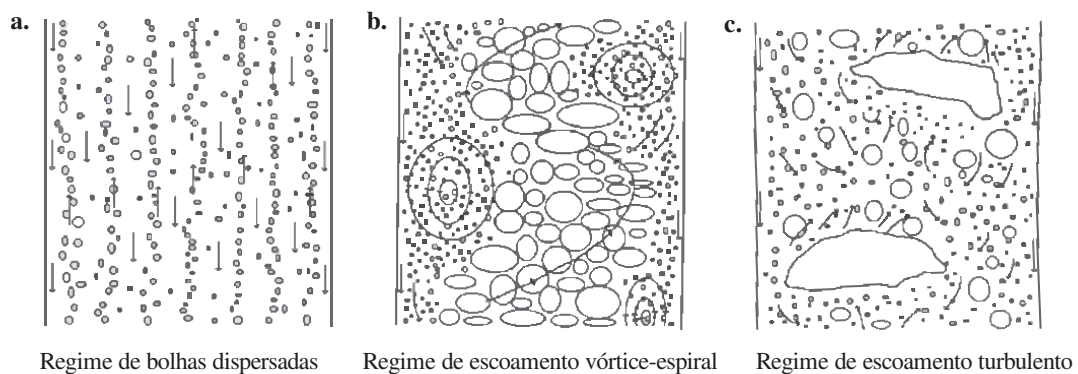 a.
b.
c.
Regime de bolhas dispersadas
Regime de escoamento vórtice-espiral
Regime de escoamento turbulento